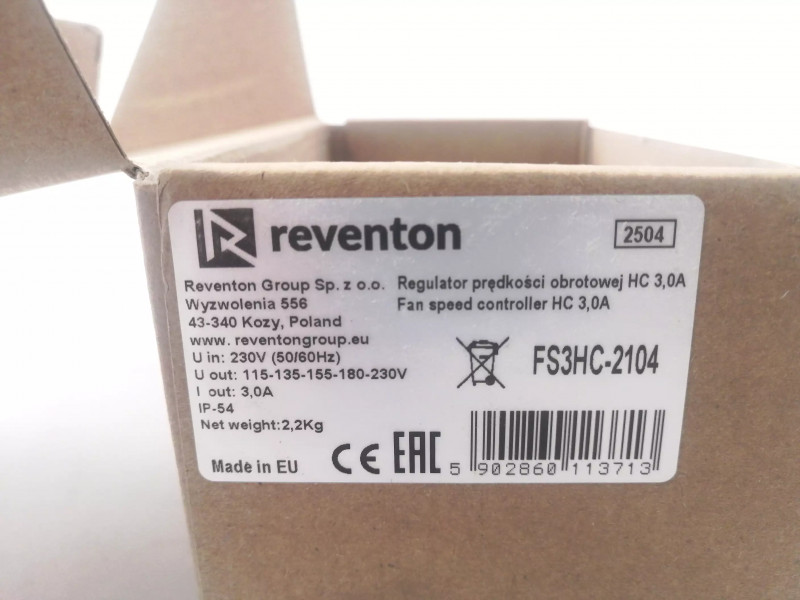 reventon
2504
Reventon Group Sp. z o.o.
Wyzwolenia 556
43-340 Kozy, Poland
www.reventongroup.eu
U in: 230V (50/60Hz)
U out: 115-135-155-180-230V
I out: 3,0A
IP-54
Net weight:2,2Kg
Regulator prędkości obrotowej HC 3,0A
Fan speed controller HC 3,0A
FS3HC-2104
Made in EU
CE EAC
5 902860 113713